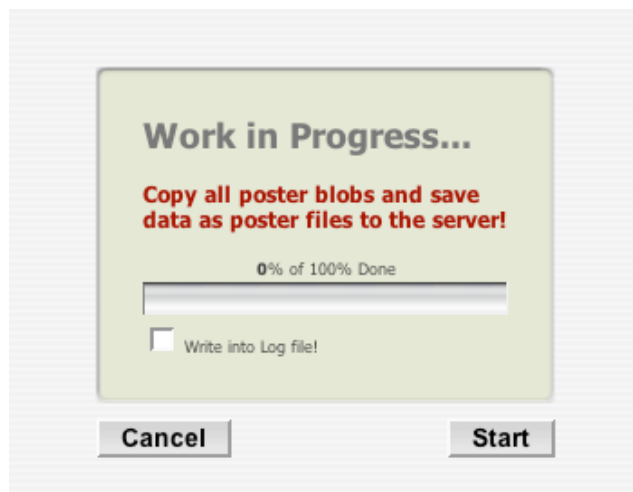 Work in Progress...
Copy all poster blobs and save
data as poster files to the server!
0% of 100% Done
Write into Log file!
Cancel
Start